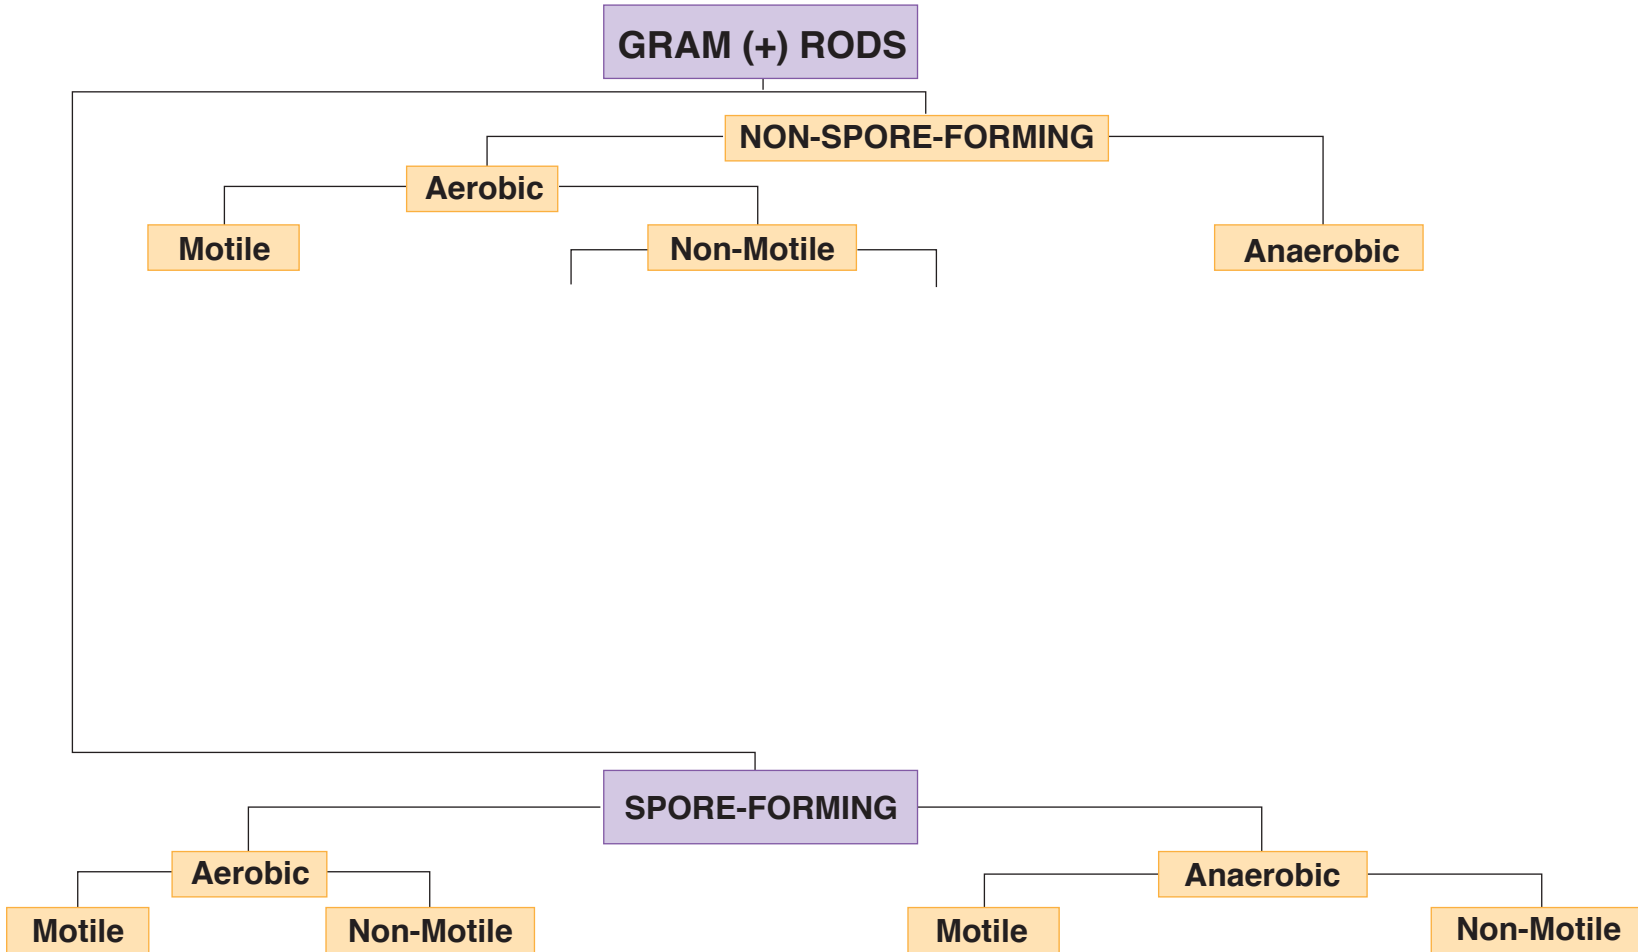 GRAM (+) RODS
NON-SPORE-FORMING
Aerobic
Motile
Non-Motile
Anaerobic
SPORE-FORMING
Aerobic
Anaerobic
Motile
Non-Motile
Motile
Non-Motile